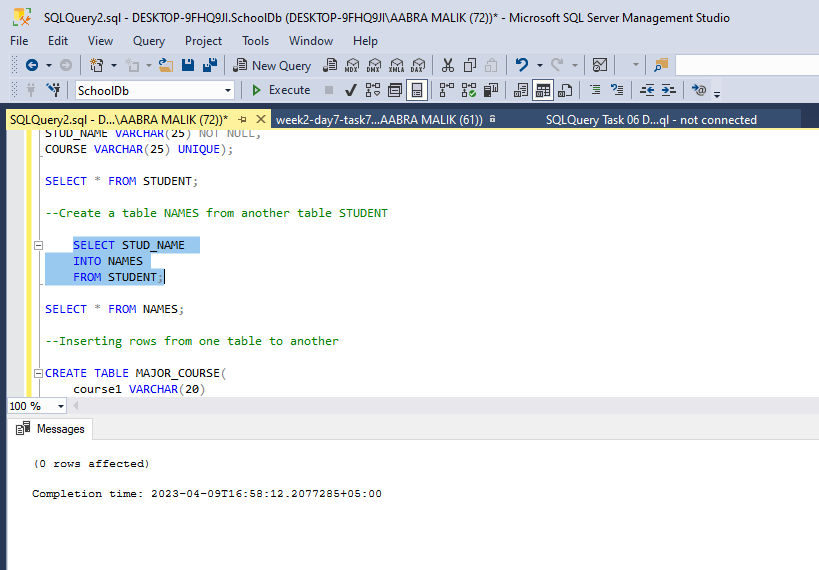 SQLQuery2.sql - DESKTOP-9FHQ9JI.SchoolDb (DESKTOP-9FHQ9JI\AABRA MALIK (72))* - Microsoft SQL Server Management Studio
File Edit View Query Project Tools Window Help
New Query MDX DMX XMLA DAX
SchoolDb Execute
SQLQuery2.sql - D...\AABRA MALIK (72))* week2-day7-task7...AABRA MALIK (61)) SQLQuery Task 06 D...ql - not connected
STUD_NAME VARCHAR(25) NOT NULL,
COURSE VARCHAR(25) UNIQUE);
SELECT * FROM STUDENT;
--Create a table NAMES from another table STUDENT
SELECT STUD_NAME
INTO NAMES
FROM STUDENT;
SELECT * FROM NAMES;
--Inserting rows from one table to another
CREATE TABLE MAJOR_COURSE(
course1 VARCHAR(20)
100 %
Messages
(0 rows affected)
Completion time: 2023-04-09T16:58:12.2077285+05:00